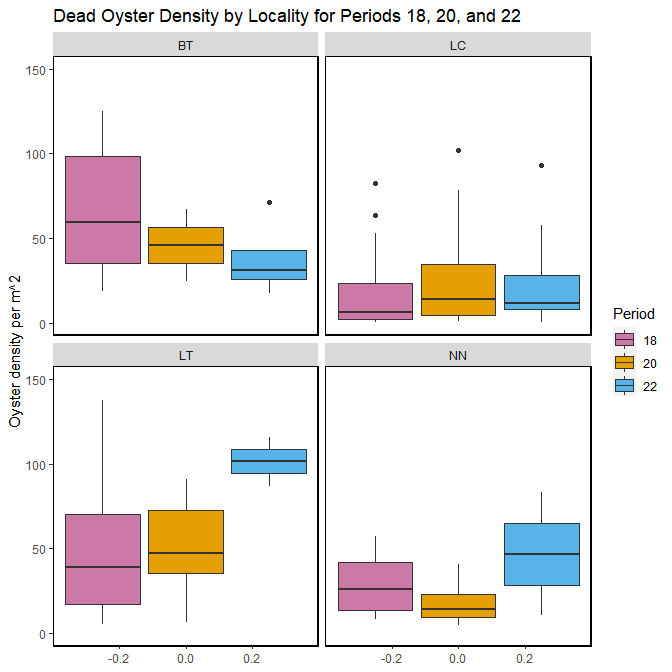 Dead Oyster Density by Locality for Periods 18, 20, and 22
BT
LC
150
100
50
0
LT
NN
150
100
50
0
-0.2
0.0
0.2
-0.2
0.0
0.2
Oyster density per m^2
Period
18
20
22